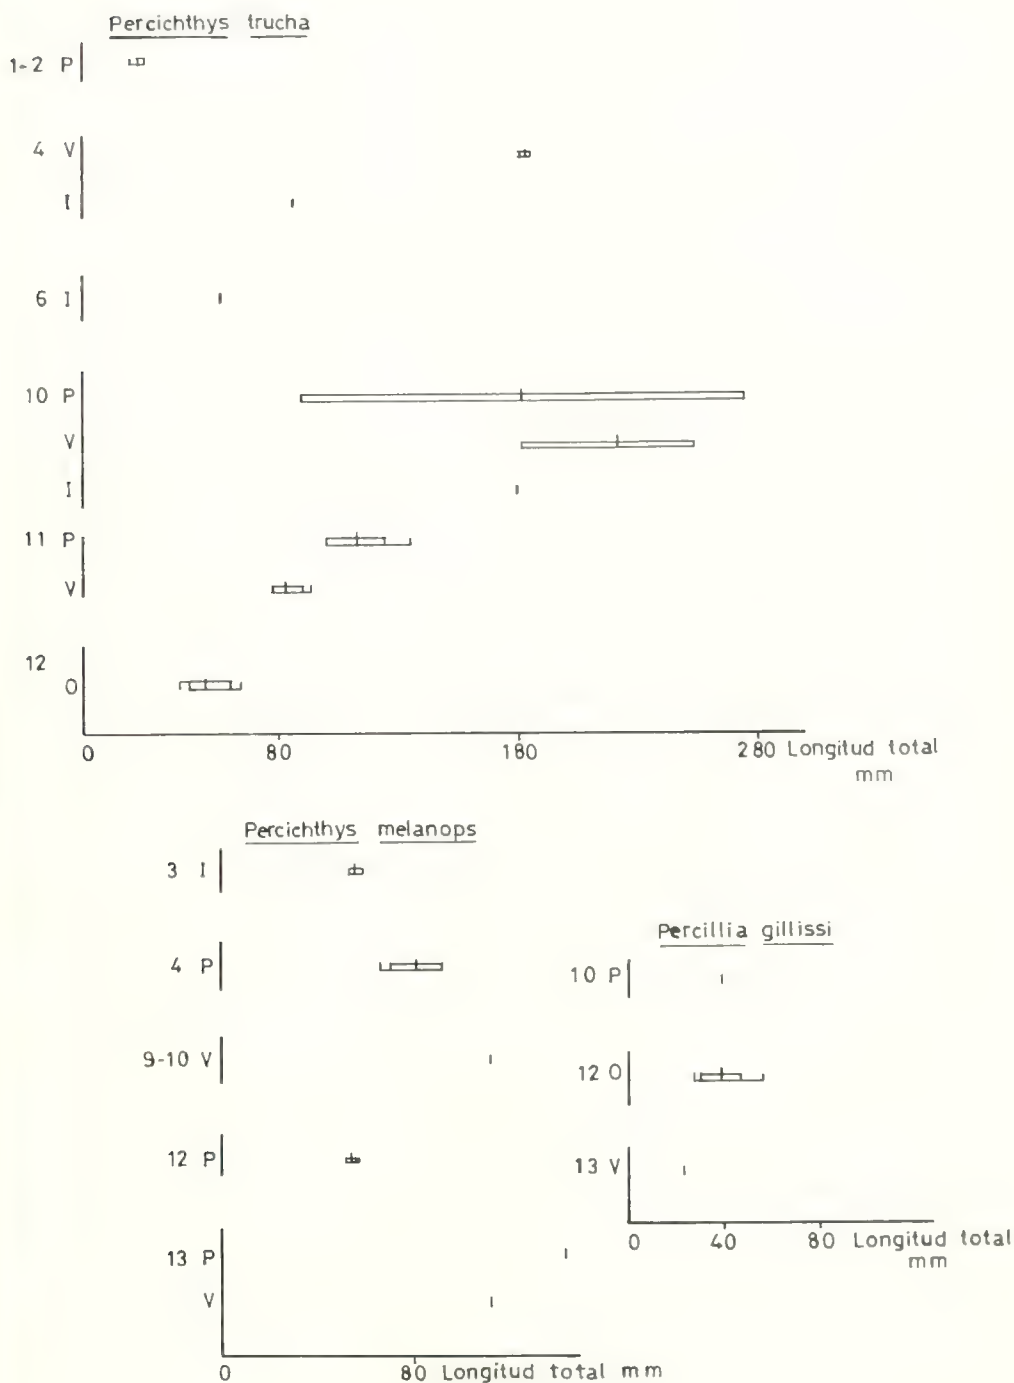 Percichthys trucha
1-2 P
4 V
I
6 I
10 P
V
I
11 P
V
12
O
0 80 180 280 Longitud total
mm
Percichthys melanops
3 I
4 P
9-10 V
12 P
13 P
V
0 80 Longitud total mm
Percillia gillissi
10 P
12 O
13 V
0 40 80 Longitud total
mm